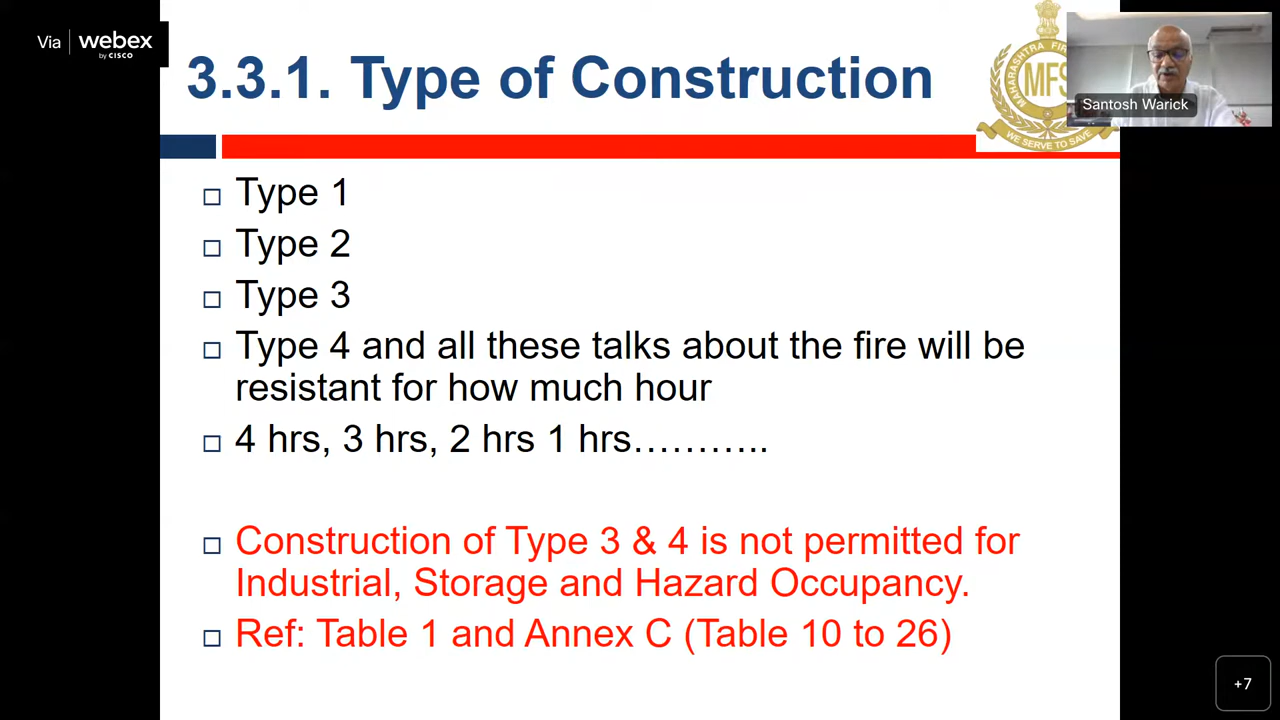 Via webex
by CISCO
3.3.1. Type of Construction
MAHARASHTRA FIR
MFS
WE SERVE TO SAVE
Santosh Warick
Type 1
Type 2
Type 3
Type 4 and all these talks about the fire will be
resistant for how much hour
4 hrs, 3 hrs, 2 hrs 1 hrs………..
Construction of Type 3 & 4 is not permitted for
Industrial, Storage and Hazard Occupancy.
Ref: Table 1 and Annex C (Table 10 to 26)
+7